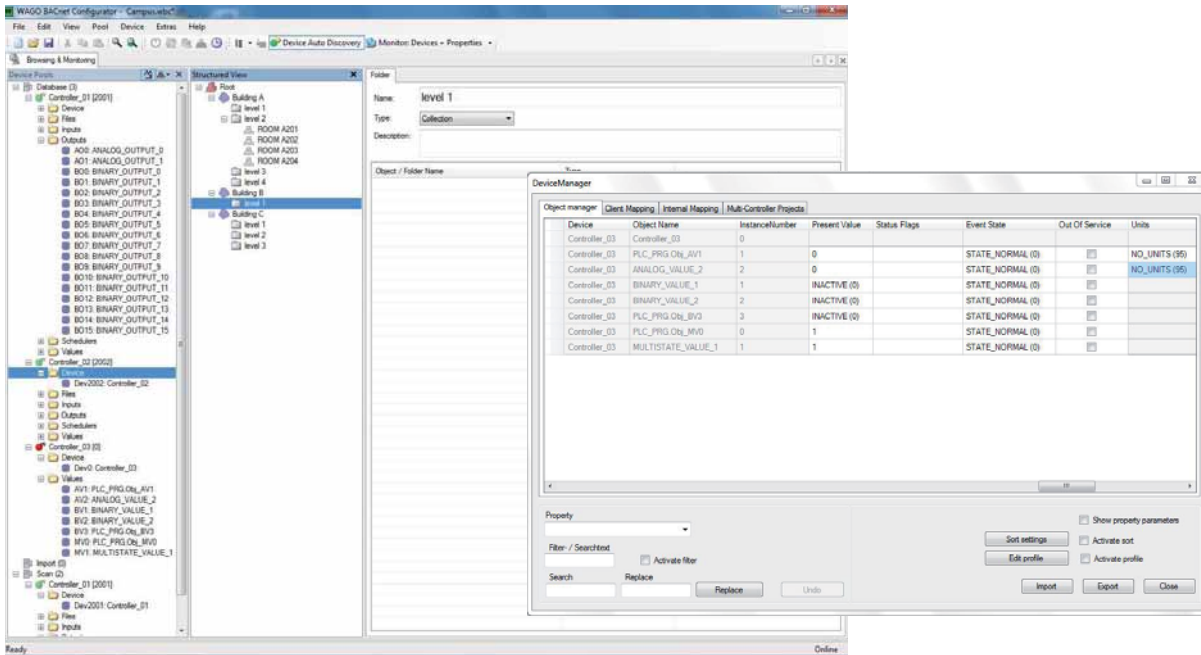 WAGO BACnet Configurator - Campus.wbc*
File Edit View Pool Device Extras Help
Device Auto Discovery Monitor: Devices - Properties
Browsing & Monitoring
Device Pools
Database (3)
Controller_01 [2001]
Device
Files
Inputs
Outputs
AO0: ANALOG_OUTPUT_0
AO1: ANALOG_OUTPUT_1
BO0: BINARY_OUTPUT_0
BO1: BINARY_OUTPUT_1
BO2: BINARY_OUTPUT_2
BO3: BINARY_OUTPUT_3
BO4: BINARY_OUTPUT_4
BO5: BINARY_OUTPUT_5
BO6: BINARY_OUTPUT_6
BO7: BINARY_OUTPUT_7
BO8: BINARY_OUTPUT_8
BO9: BINARY_OUTPUT_9
BO10: BINARY_OUTPUT_10
BO11: BINARY_OUTPUT_11
BO12: BINARY_OUTPUT_12
BO13: BINARY_OUTPUT_13
BO14: BINARY_OUTPUT_14
BO15: BINARY_OUTPUT_15
Schedulers
Values
Controller_02 [2002]
Device
Dev2002: Controller_02
Files
Inputs
Outputs
Schedulers
Values
Controller_03 [0]
Device
Dev0: Controller_03
Values
AV1: PLC_PRG.Obj_AV1
AV2: ANALOG_VALUE_2
BV1: BINARY_VALUE_1
BV2: BINARY_VALUE_2
BV3: PLC_PRG.Obj_BV3
MV0: PLC_PRG.Obj_MV0
MV1: MULTISTATE_VALUE_1
Import (0)
Scan (2)
Controller_01 [2001]
Device
Dev2001: Controller_01
Files
Inputs
Structured View
Root
Building A
level 1
level 2
ROOM A201
ROOM A202
ROOM A203
ROOM A204
level 3
level 4
Building B
level 1
Building C
level 1
level 2
level 3
Folder
Name: level 1
Type: Collection
Description:
Object / Folder Name Type
DeviceManager
Object manager Client Mapping Internal Mapping Multi-Controller Projects
Device Object Name InstanceNumber Present Value Status Flags Event State Out Of Service Units
Controller_03 Controller_03 0
Controller_03 PLC_PRG.Obj_AV1 1 0 STATE_NORMAL (0) NO_UNITS (95)
Controller_03 ANALOG_VALUE_2 2 0 STATE_NORMAL (0) NO_UNITS (95)
Controller_03 BINARY_VALUE_1 1 INACTIVE (0) STATE_NORMAL (0)
Controller_03 BINARY_VALUE_2 2 INACTIVE (0) STATE_NORMAL (0)
Controller_03 PLC_PRG.Obj_BV3 3 INACTIVE (0) STATE_NORMAL (0)
Controller_03 PLC_PRG.Obj_MV0 0 1 STATE_NORMAL (0)
Controller_03 MULTISTATE_VALUE_1 1 1 STATE_NORMAL (0)
Property
Show property parameters
Filter- / Searchtext
Activate filter
Sort settings Activate sort
Edit profile Activate profile
Search Replace
Replace Undo
Import Export Close
Ready Online